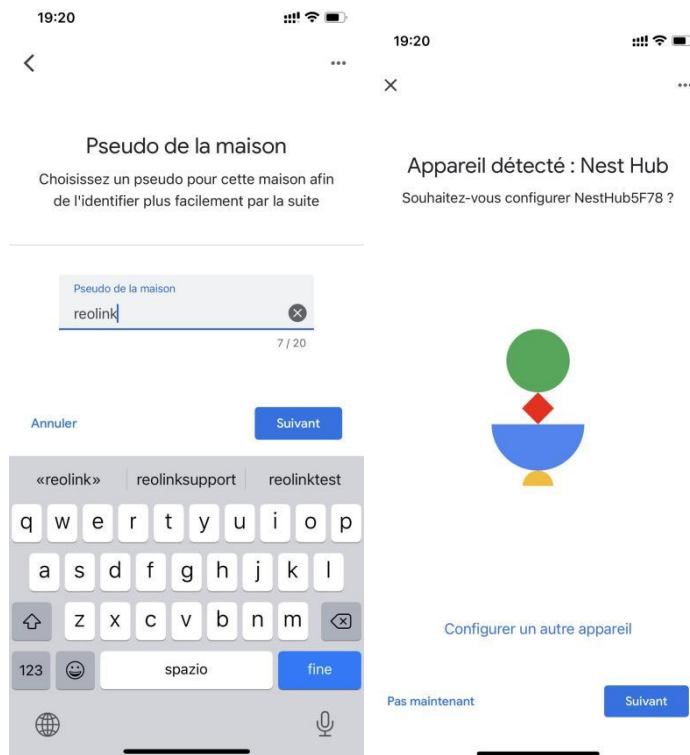 19:20
Pseudo de la maison
Choisissez un pseudo pour cette maison afin
de l'identifier plus facilement par la suite
Pseudo de la maison
reolink
7 / 20
Annuler
Suivant
«reolink»
reolinksupport
reolinktest
q w e r t y u i o p
a s d f g h j k l
z x c v b n m
123
spazio
fine
19:20
Appareil détecté : Nest Hub
Souhaitez-vous configurer NestHub5F78 ?
Configurer un autre appareil
Pas maintenant
Suivant